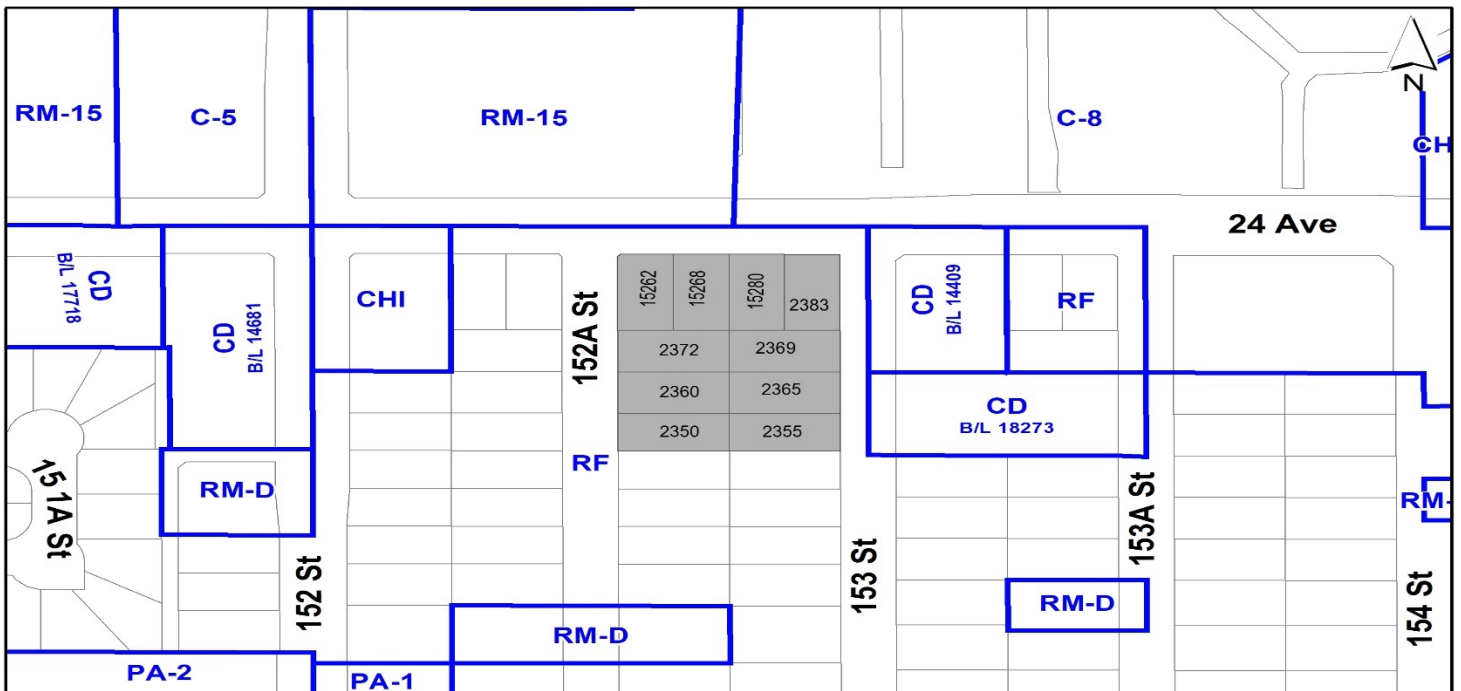 N
RM-15
C-5
RM-15
C-8
CH
24 Ave
CD
B/L 17718
CD
B/L 14681
CHI
152A St
15262
15268
15280
2383
CD
B/L 14409
RF
2372
2369
2360
2365
2350
2355
CD
B/L 18273
RF
151A St
RM-D
152 St
153 St
153A St
RM-
154 St
RM-D
RM-D
PA-2
PA-1